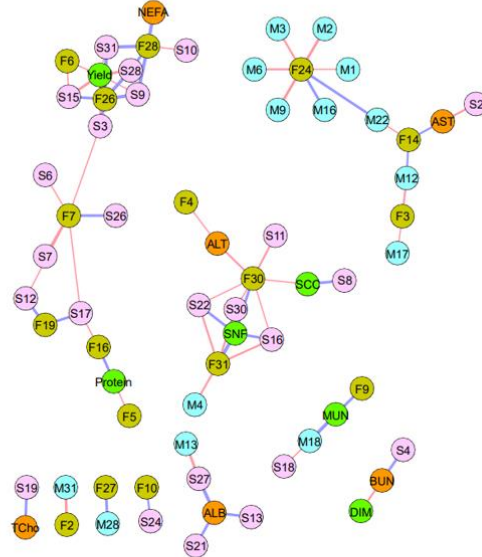 NEFA
S31
F28
S10
F6
Yield
S28
S15
F26
S9
S3
M3
M2
M6
F24
M1
M9
M16
M22
S2
AST
F14
M12
F3
M17
S6
F7
S26
S7
S12
F19
S17
F16
Protein
F5
F4
ALT
S11
F30
SCC
S8
S22
S30
SNF
S16
F31
M4
F9
MUN
M18
S18
S4
BUN
DIM
M13
S27
ALB
S13
S21
S19
M31
F27
F10
TCho
F2
M28
S24